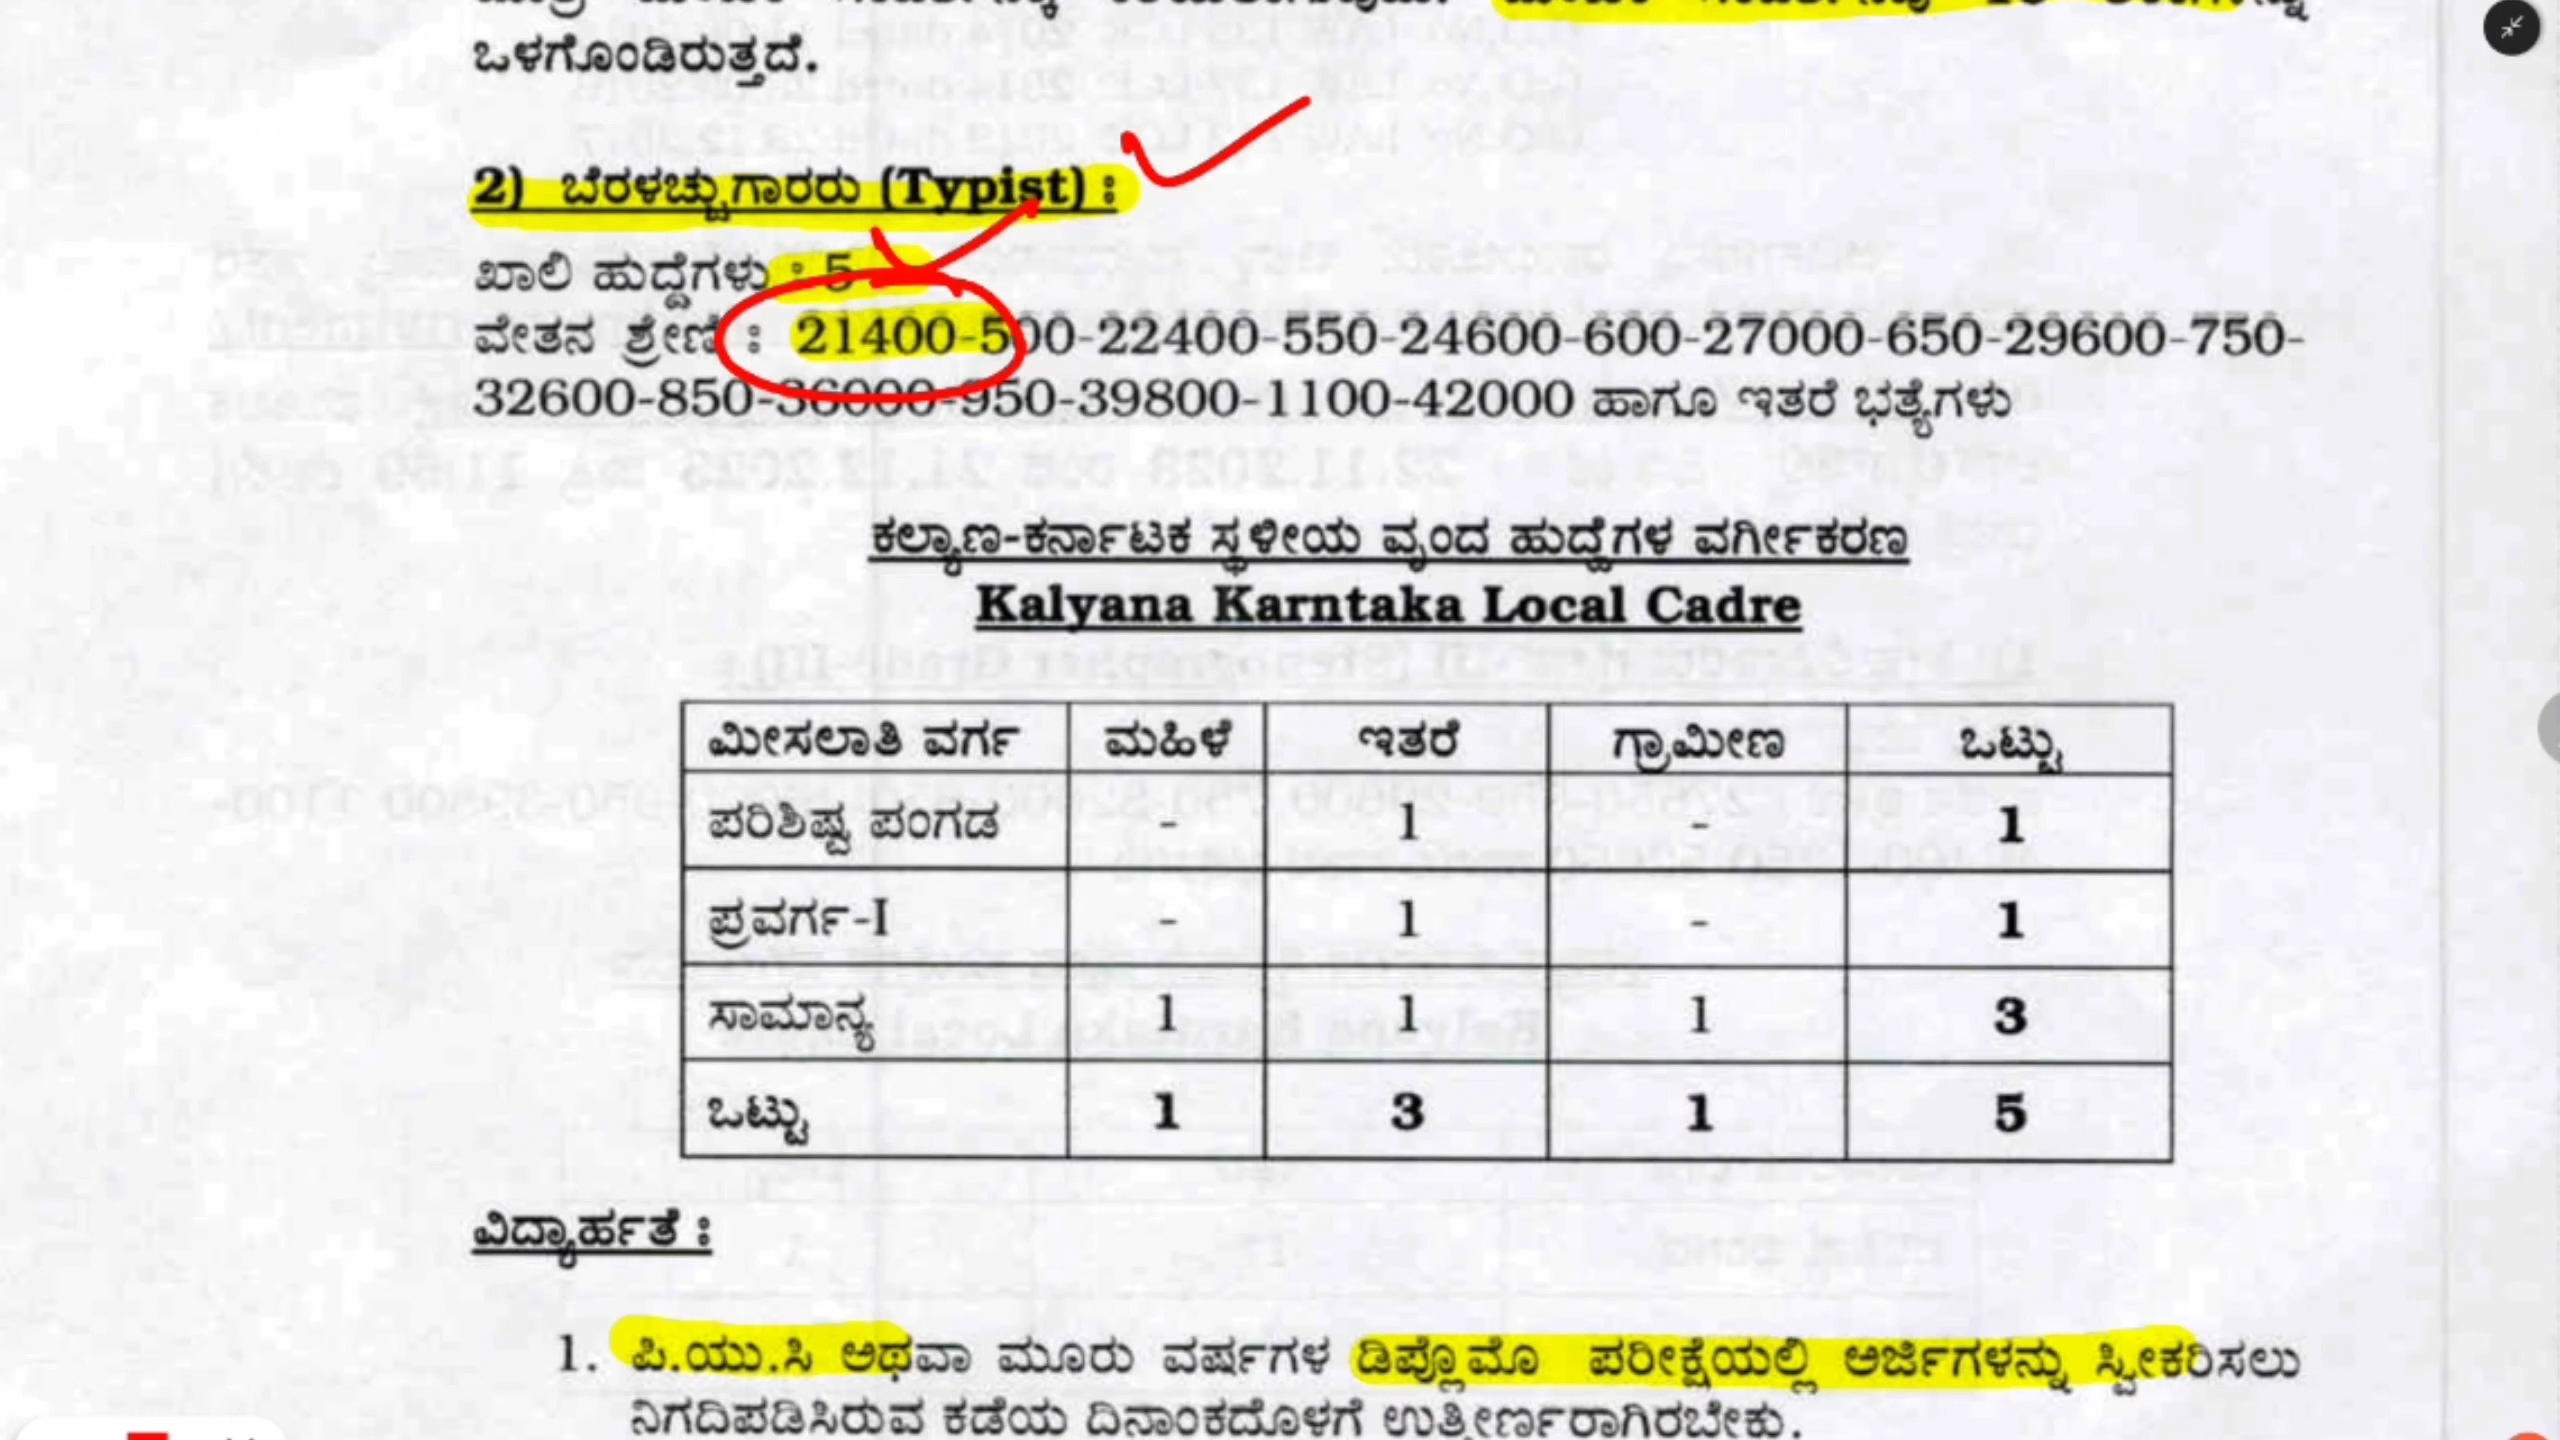 ಒಳಗೊಂಡಿರುತ್ತದೆ.
2) ಬೆರಳಚ್ಚುಗಾರರು (Typist) :
ಖಾಲಿ ಹುದ್ದೆಗಳು : 5
ವೇತನ ಶ್ರೇಣಿ : 21400-500-22400-550-24600-600-27000-650-29600-750-
32600-850-36000-950-39800-1100-42000 ಹಾಗೂ ಇತರೆ ಭತ್ಯೆಗಳು
ಕಲ್ಯಾಣ-ಕರ್ನಾಟಕ ಸ್ಥಳೀಯ ವೃಂದ ಹುದ್ದೆಗಳ ವರ್ಗೀಕರಣ
Kalyana Karntaka Local Cadre
ಮೀಸಲಾತಿ ವರ್ಗ ಮಹಿಳೆ ಇತರೆ ಗ್ರಾಮೀಣ ಒಟ್ಟು
ಪರಿಶಿಷ್ಟ ಪಂಗಡ - 1 - 1
ಪ್ರವರ್ಗ-I - 1 - 1
ಸಾಮಾನ್ಯ 1 1 1 3
ಒಟ್ಟು 1 3 1 5
ವಿದ್ಯಾರ್ಹತೆ :
1. ಪಿ.ಯು.ಸಿ ಅಥವಾ ಮೂರು ವರ್ಷಗಳ ಡಿಪ್ಲೊಮೊ ಪರೀಕ್ಷೆಯಲ್ಲಿ ಅರ್ಜಿಗಳನ್ನು ಸ್ವೀಕರಿಸಲು
ನಿಗದಿಪಡಿಸಿರುವ ಕಡೆಯ ದಿನಾಂಕದೊಳಗೆ ಉತ್ತೀರ್ಣರಾಗಿರಬೇಕು.